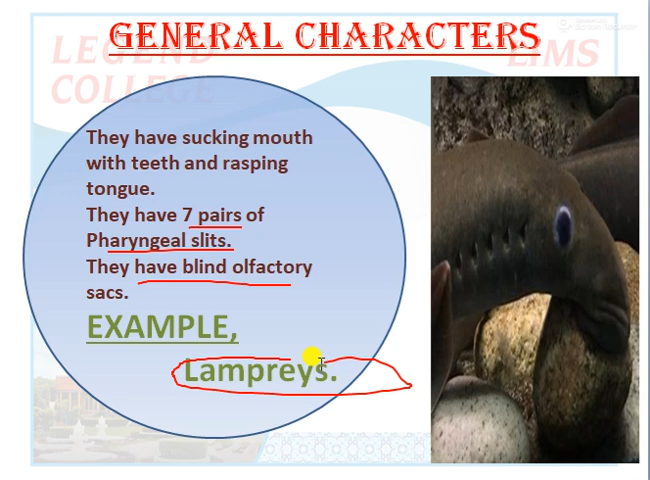 GENERAL CHARACTERS
LEGEND
COLLEGE
LIMS
They have sucking mouth
with teeth and rasping
tongue.
They have 7 pairs of
Pharyngeal slits.
They have blind olfactory
sacs.
EXAMPLE,
Lampreys.